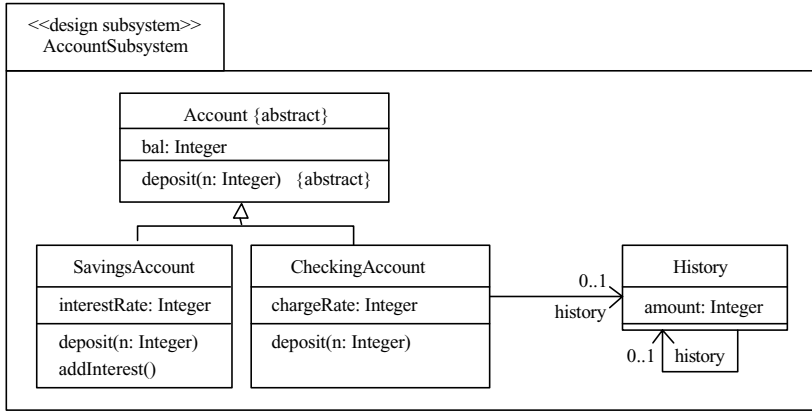 <<design subsystem>>
AccountSubsystem
Account {abstract}
bal: Integer
deposit(n: Integer) {abstract}
SavingsAccount
interestRate: Integer
deposit(n: Integer)
addInterest()
CheckingAccount
chargeRate: Integer
deposit(n: Integer)
0..1
history
History
amount: Integer
0..1
history